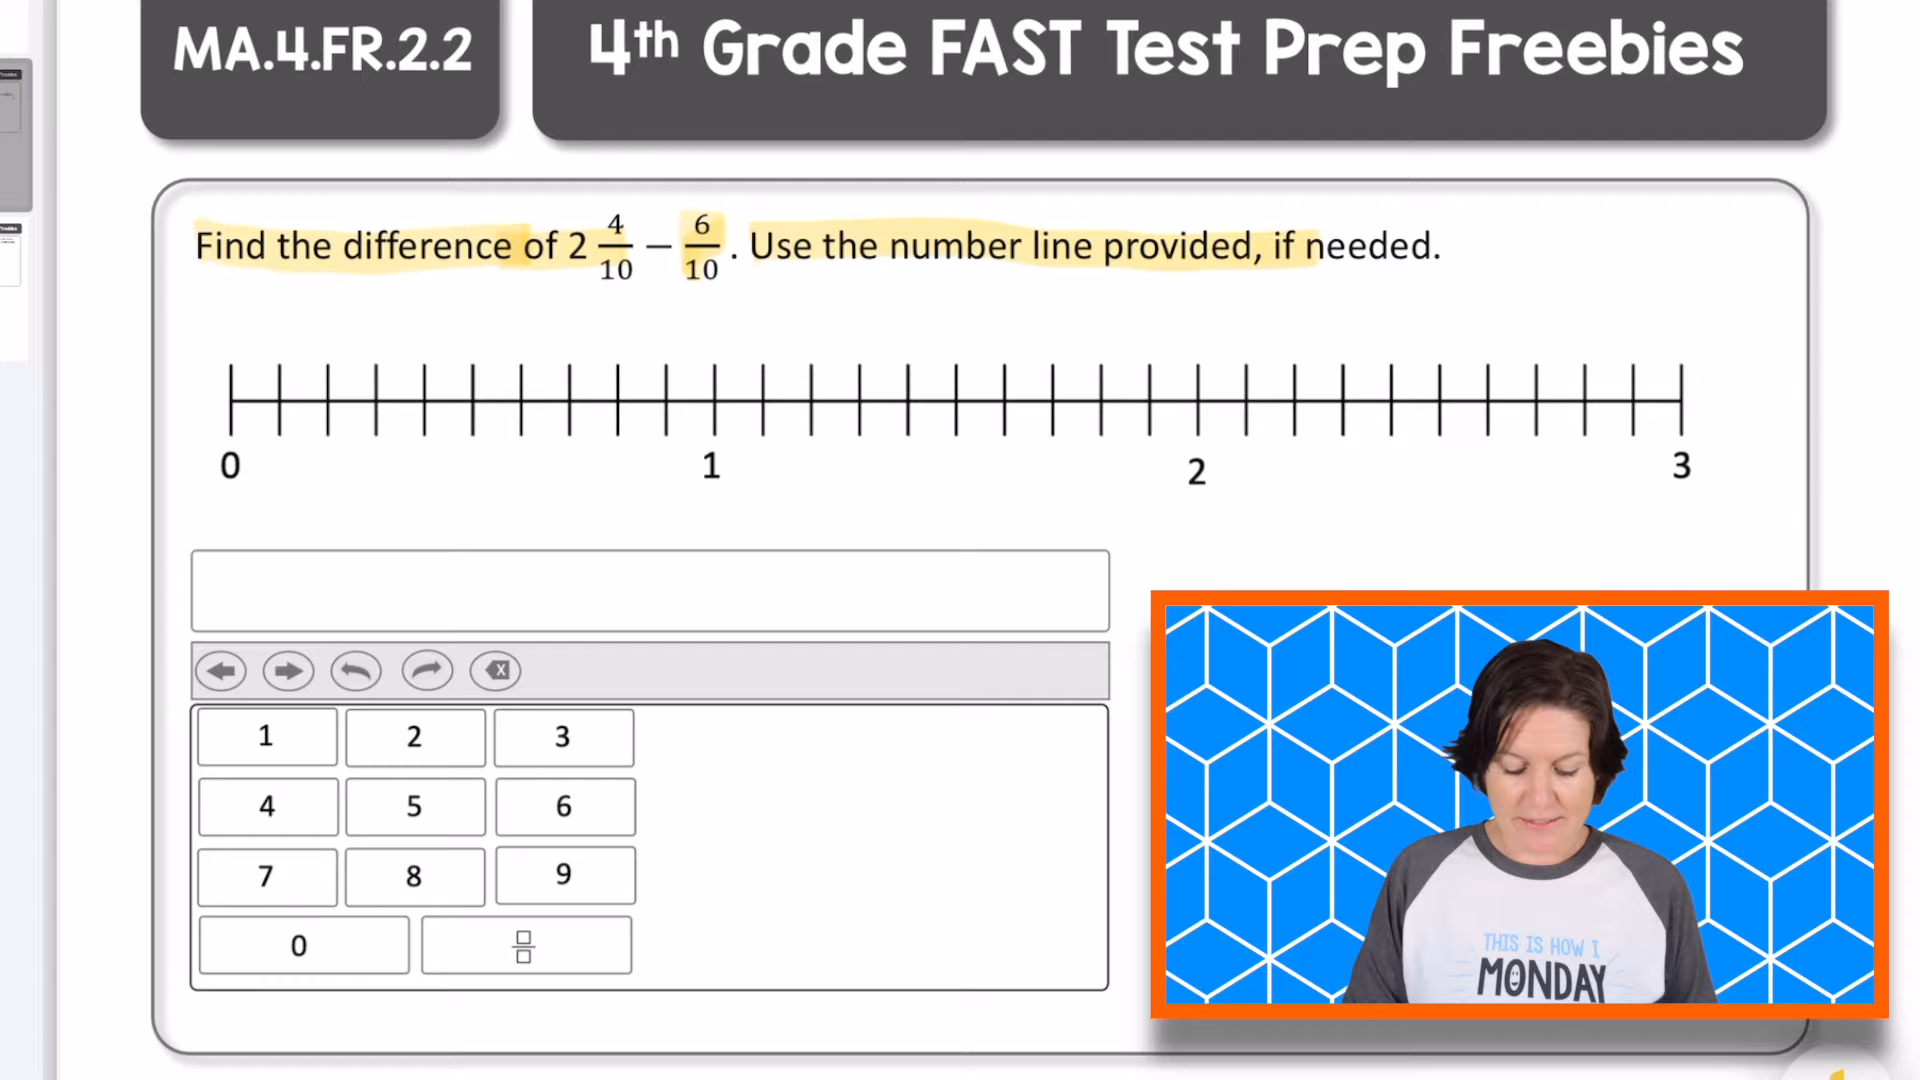 MA.4.FR.2.2
4th Grade FAST Test Prep Freebies
Find the difference of 2 4/10 − 6/10 . Use the number line provided, if needed.
0 1 2 3
1 2 3
4 5 6
7 8 9
0
THIS IS HOW I
MONDAY